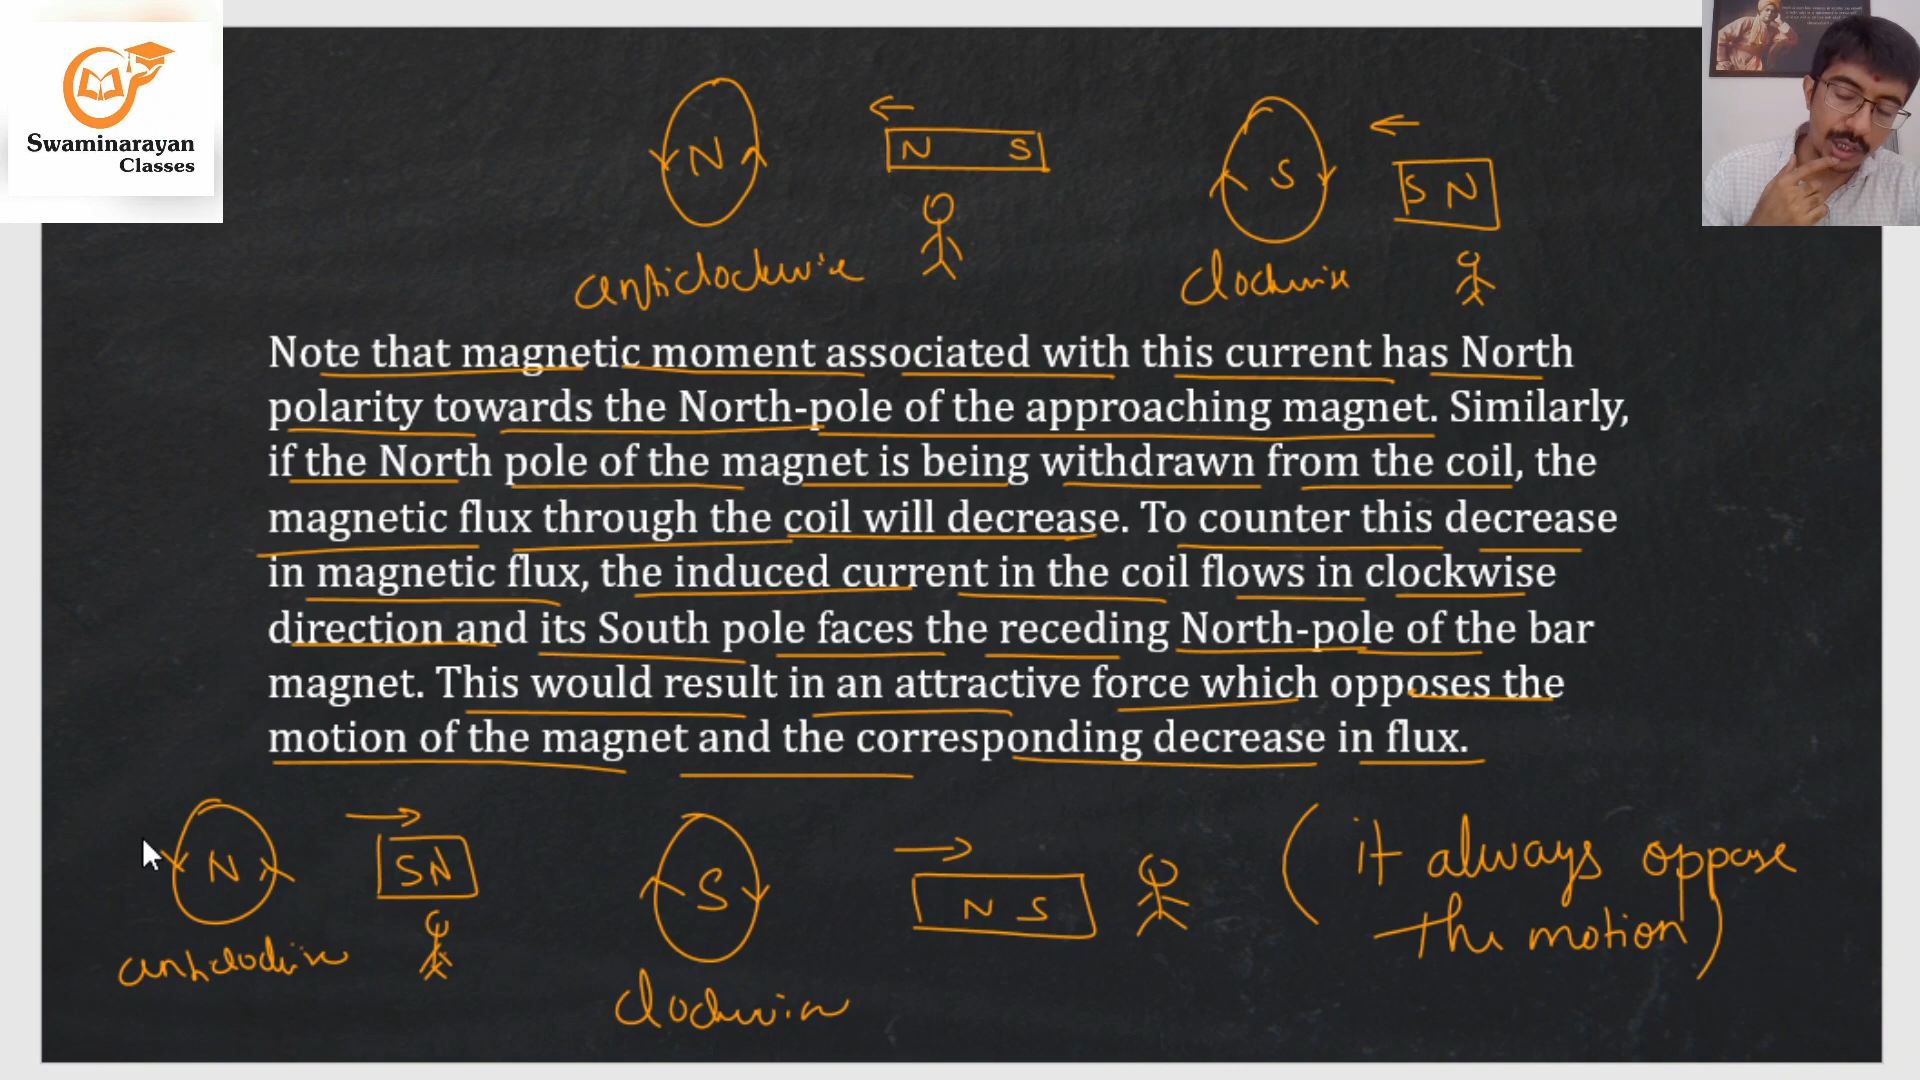 Swaminarayan
Classes
N
N S
S
S N
anticlockwise
clockwise
Note that magnetic moment associated with this current has North
polarity towards the North-pole of the approaching magnet. Similarly,
if the North pole of the magnet is being withdrawn from the coil, the
magnetic flux through the coil will decrease. To counter this decrease
in magnetic flux, the induced current in the coil flows in clockwise
direction and its South pole faces the receding North-pole of the bar
magnet. This would result in an attractive force which opposes the
motion of the magnet and the corresponding decrease in flux.
N
SN
anticlockwise
S
N S
clockwise
(it always oppose
the motion)